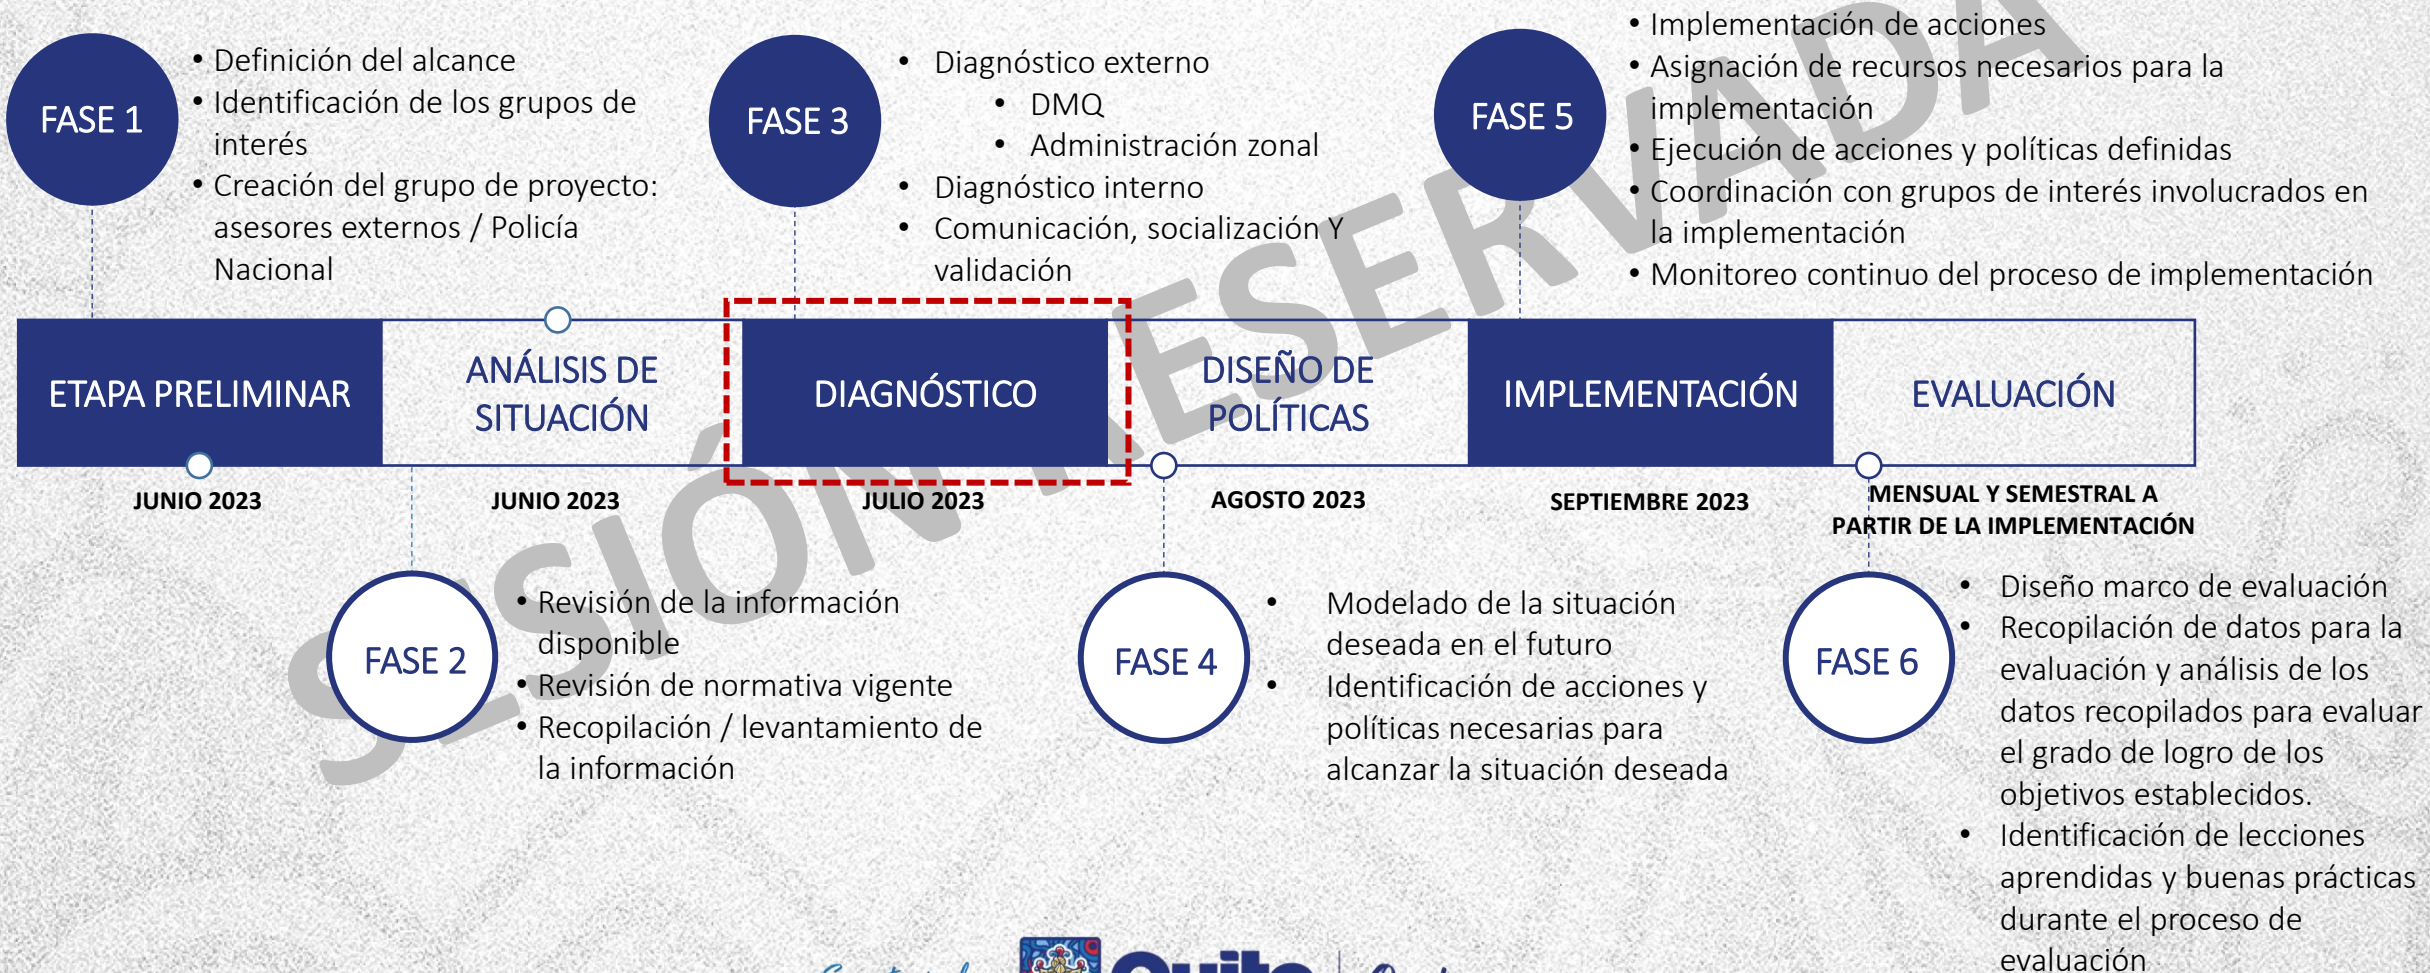 FASE 1
• Definición del alcance
• Identificación de los grupos de
interés
• Creación del grupo de proyecto:
asesores externos / Policía
Nacional
FASE 3
• Diagnóstico externo
• DMQ
• Administración zonal
• Diagnóstico interno
• Comunicación, socialización Y
validación
FASE 5
• Implementación de acciones
• Asignación de recursos necesarios para la
implementación
• Ejecución de acciones y políticas definidas
• Coordinación con grupos de interés involucrados en
la implementación
• Monitoreo continuo del proceso de implementación
ETAPA PRELIMINAR
ANÁLISIS DE
SITUACIÓN
DIAGNÓSTICO
DISEÑO DE
POLÍTICAS
IMPLEMENTACIÓN
EVALUACIÓN
JUNIO 2023
JUNIO 2023
JULIO 2023
AGOSTO 2023
SEPTIEMBRE 2023
MENSUAL Y SEMESTRAL A
PARTIR DE LA IMPLEMENTACIÓN
FASE 2
• Revisión de la información
disponible
• Revisión de normativa vigente
• Recopilación / levantamiento de
la información
FASE 4
• Modelado de la situación
deseada en el futuro
• Identificación de acciones y
políticas necesarias para
alcanzar la situación deseada
FASE 6
• Diseño marco de evaluación
• Recopilación de datos para la
evaluación y análisis de los
datos recopilados para evaluar
el grado de logro de los
objetivos establecidos.
• Identificación de lecciones
aprendidas y buenas prácticas
durante el proceso de
evaluación
SESIÓN RESERVADA
Quito